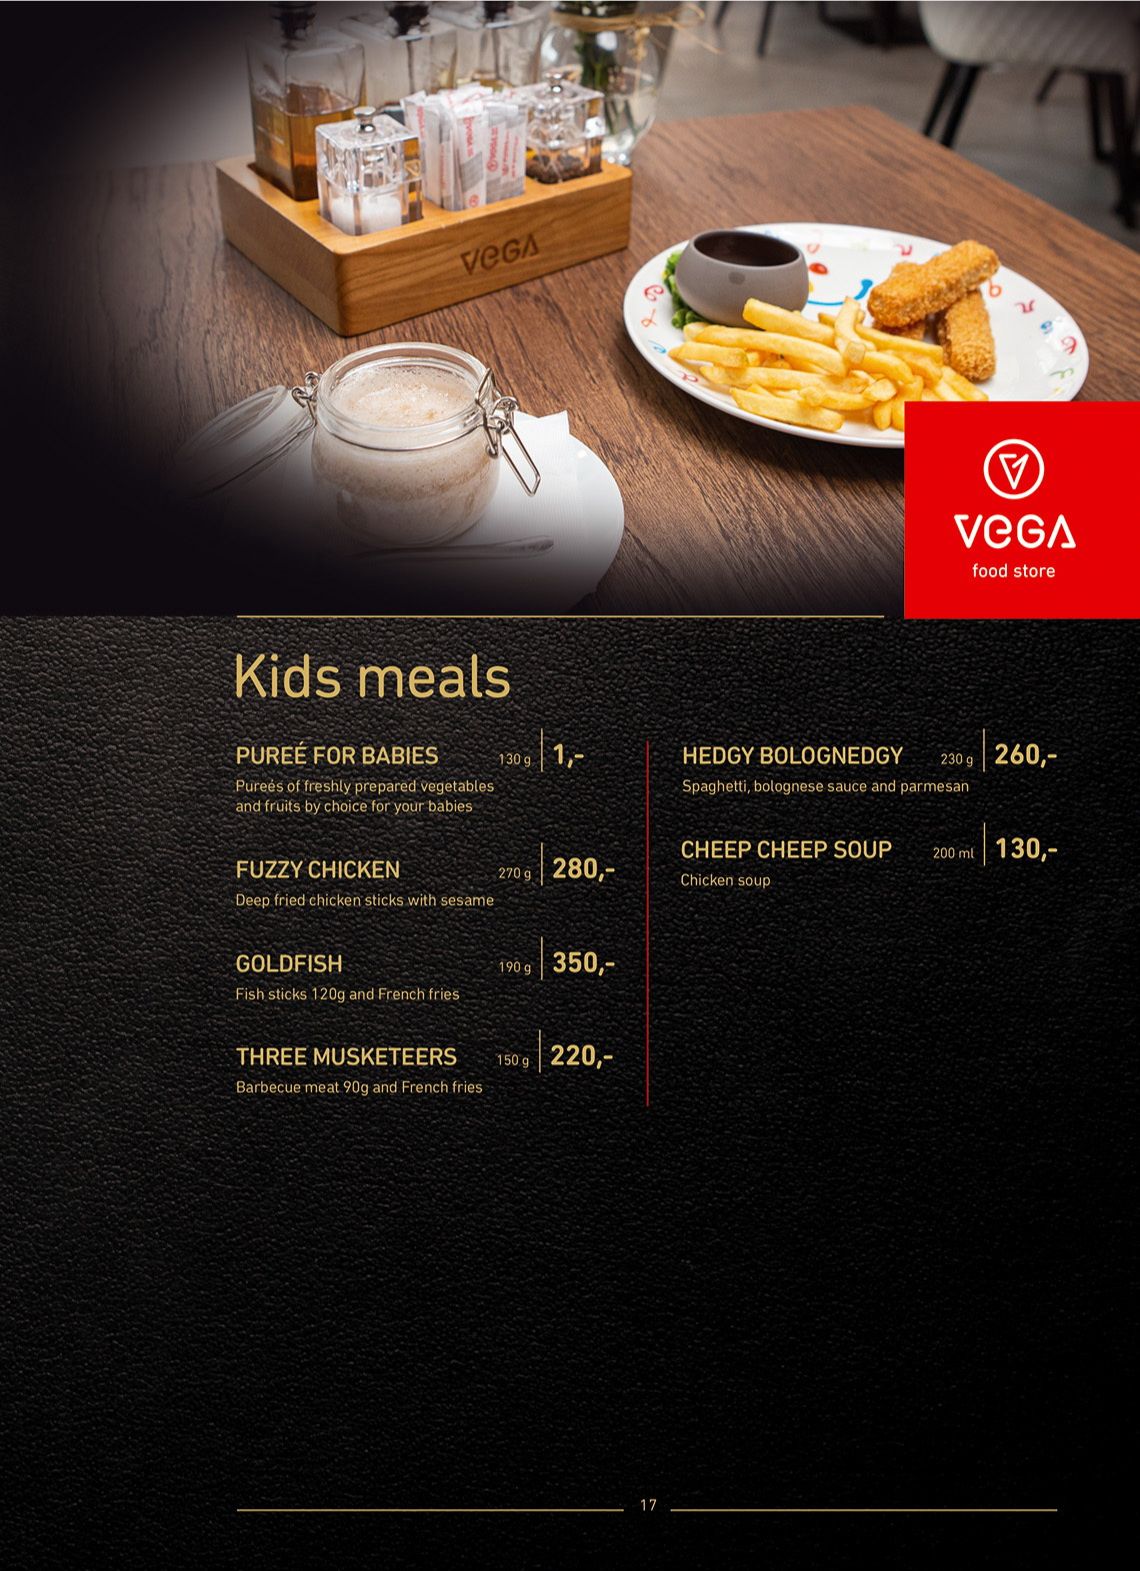 VEGA
VEGA
food store
Kids meals
PUREÉ FOR BABIES 130 g 1,-
Pureés of freshly prepared vegetables
and fruits by choice for your babies
FUZZY CHICKEN 270 g 280,-
Deep fried chicken sticks with sesame
GOLDFISH 190 g 350,-
Fish sticks 120g and French fries
THREE MUSKETEERS 150 g 220,-
Barbecue meat 90g and French fries
HEDGY BOLOGNEDGY 230 g 260,-
Spaghetti, bolognese sauce and parmesan
CHEEP CHEEP SOUP 200 ml 130,-
Chicken soup
17